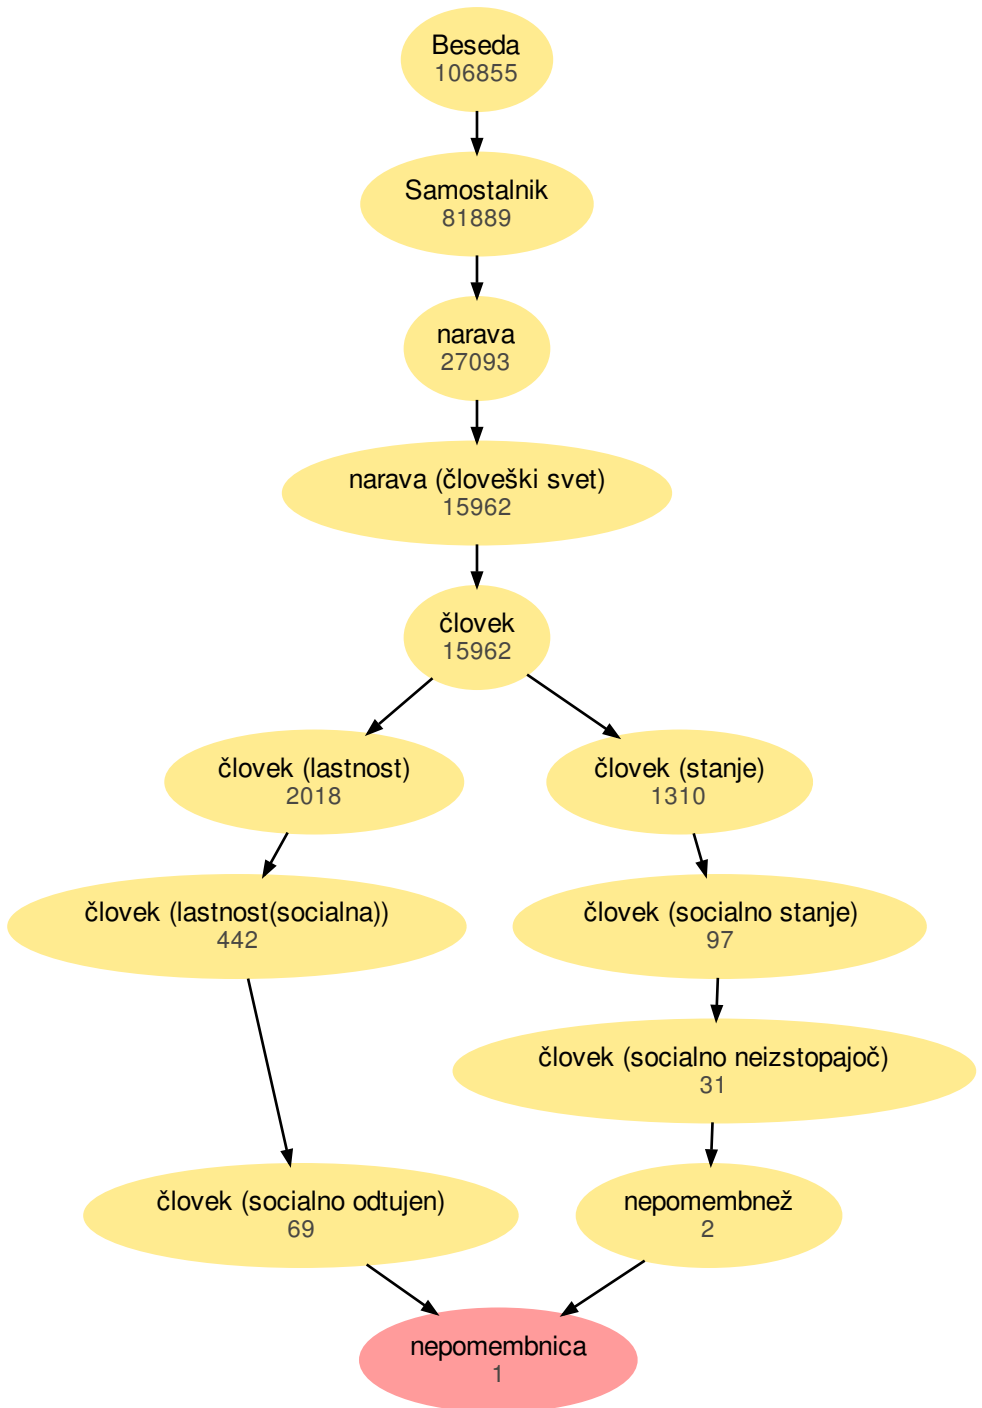 Beseda
106855
Samostalnik
81889
narava
27093
narava (človeški svet)
15962
človek
15962
človek (lastnost)
2018
človek (stanje)
1310
človek (lastnost(socialna))
442
človek (socialno stanje)
97
človek (socialno neizstopajoč)
31
človek (socialno odtujen)
69
nepomembnež
2
nepomembnica
1